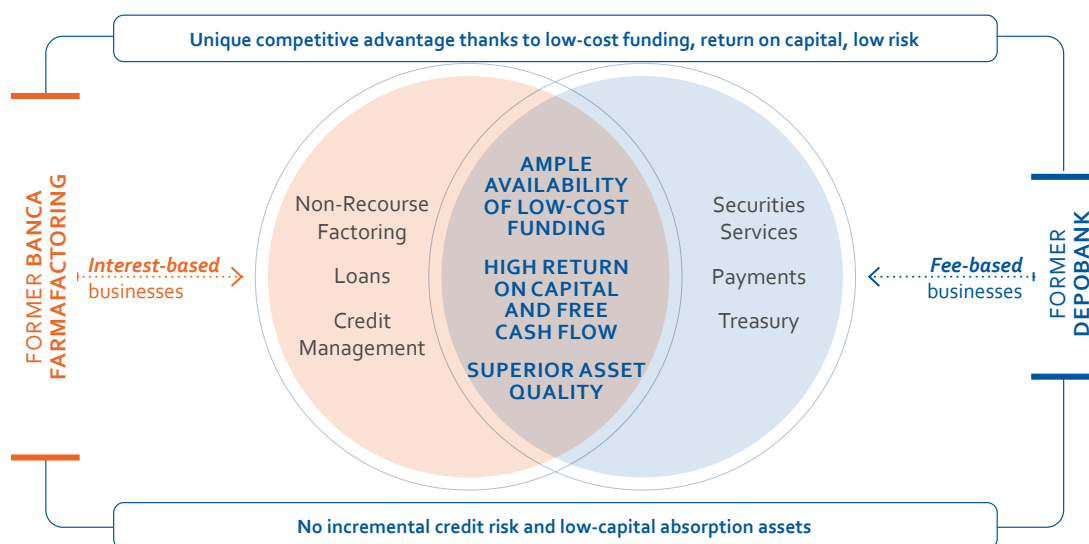 Unique competitive advantage thanks to low-cost funding, return on capital, low risk
FORMER BANCA
FARMAFACTORING
Interest-based
businesses
Non-Recourse
Factoring
Loans
Credit
Management
AMPLE
AVAILABILITY
OF LOW-COST
FUNDING
HIGH RETURN
ON CAPITAL
AND FREE
CASH FLOW
SUPERIOR ASSET
QUALITY
Securities
Services
Payments
Treasury
Fee-based
businesses
FORMER
DEPOBANK
No incremental credit risk and low-capital absorption assets